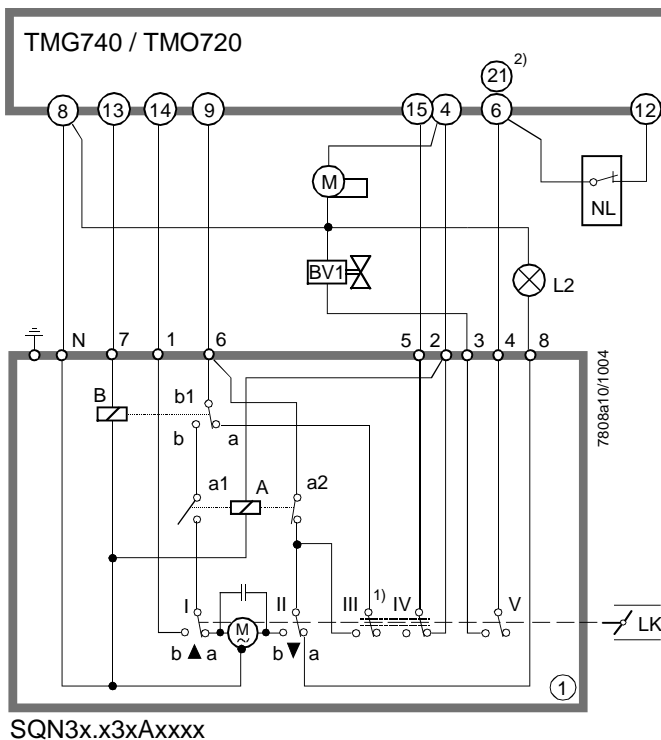 TMG740 / TMO720
21 2)
8 13 14 9 15 4 6 12
M
NL
BV1
L2
N 7 1 6 5 2 3 4 8
7808a10/1004
B b1
b a
a1 A a2
I II III 1) IV V
M
~
LK
b a b a
1
SQN3x.x3xAxxxx